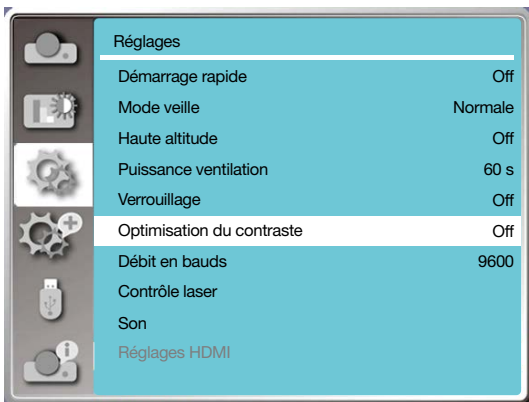 Réglages
Démarrage rapide Off
Mode veille Normale
Haute altitude Off
Puissance ventilation 60 s
Verrouillage Off
Optimisation du contraste Off
Débit en bauds 9600
Contrôle laser
Son
Réglages HDMI